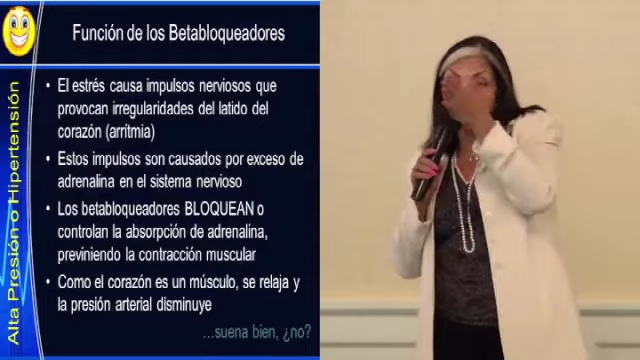 Función de los Betabloqueadores
• El estrés causa impulsos nerviosos que
provocan irregularidades del latido del
corazón (arrítmia)
• Estos impulsos son causados por exceso de
adrenalina en el sistema nervioso
• Los betabloqueadores BLOQUEAN o
controlan la absorpción de adrenalina,
previniendo la contracción muscular
• Como el corazón es un músculo, se relaja y
la presión arterial disminuye
...suena bien, ¿no?
Alta Presión o Hipertensión